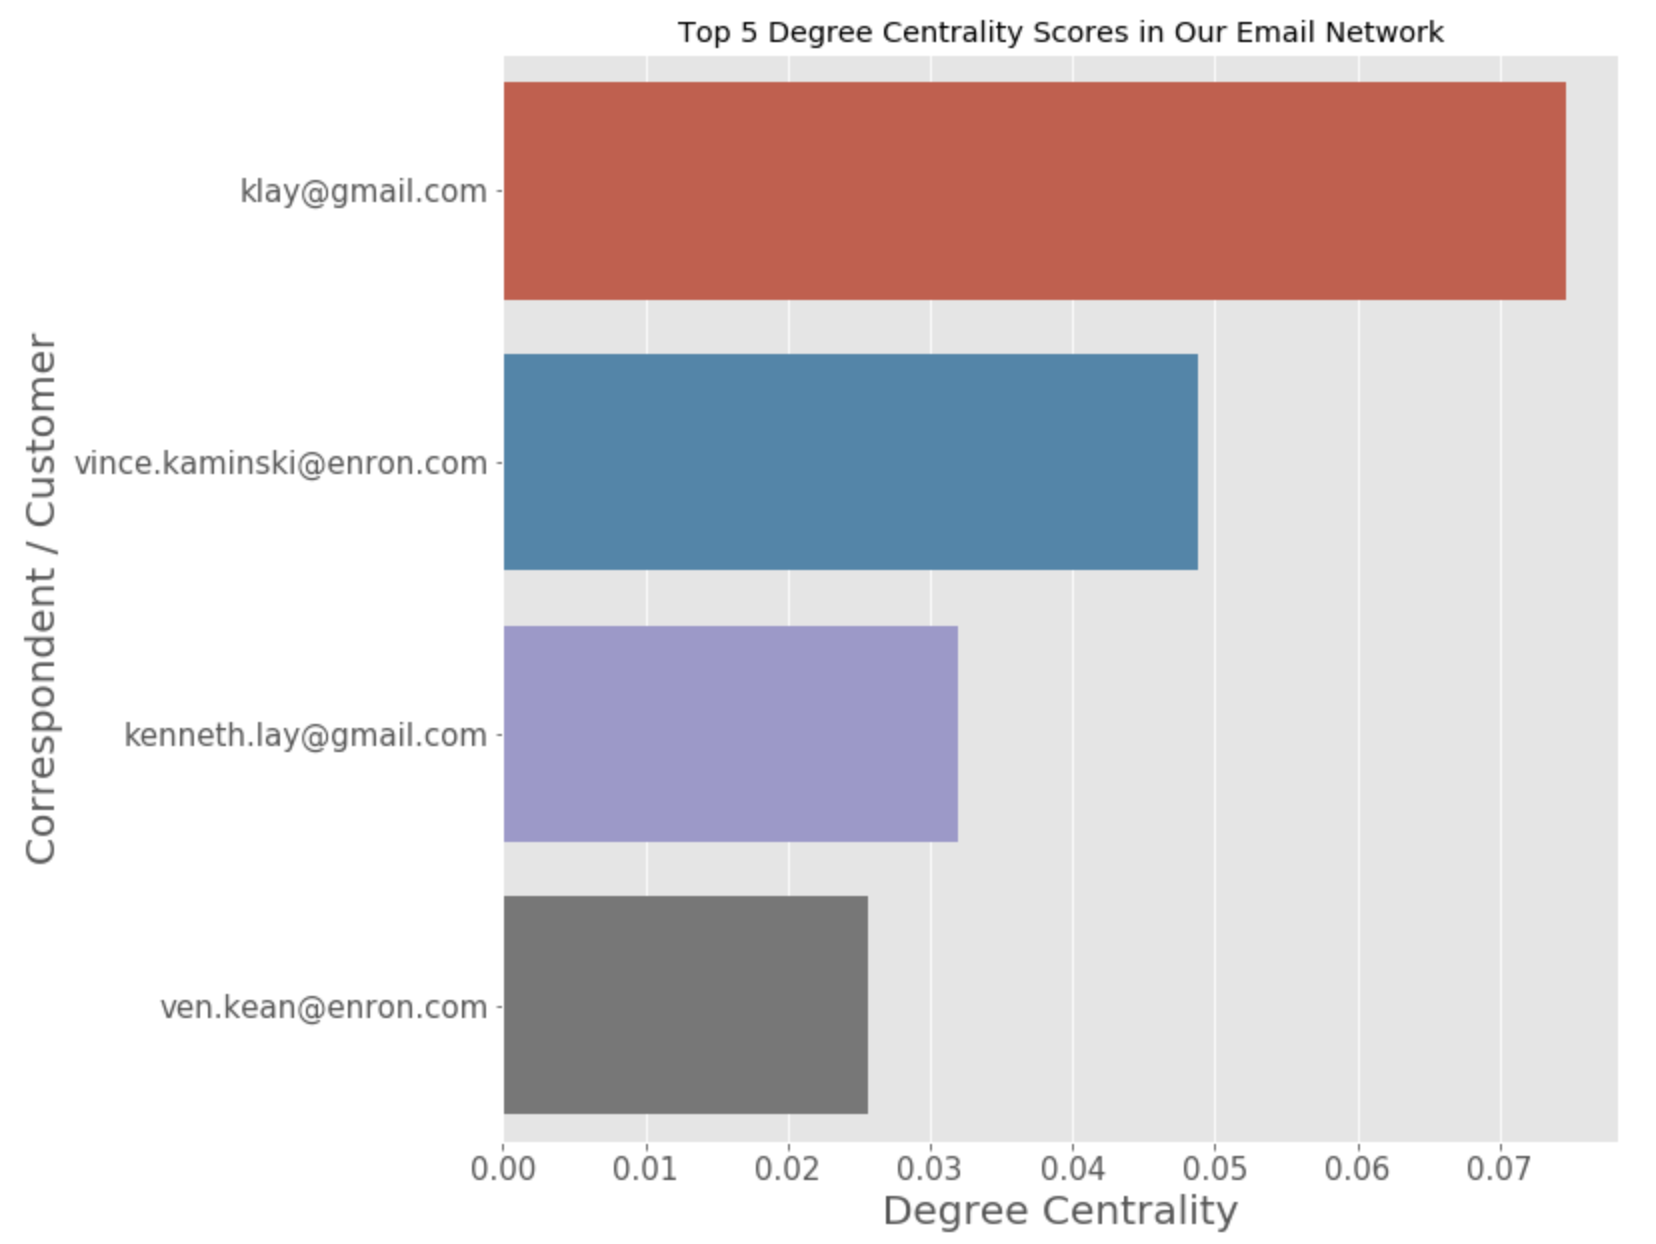 Top 5 Degree Centrality Scores in Our Email Network
Correspondent / Customer
klay@gmail.com
vince.kaminski@enron.com
kenneth.lay@gmail.com
ven.kean@enron.com
0.00 0.01 0.02 0.03 0.04 0.05 0.06 0.07
Degree Centrality